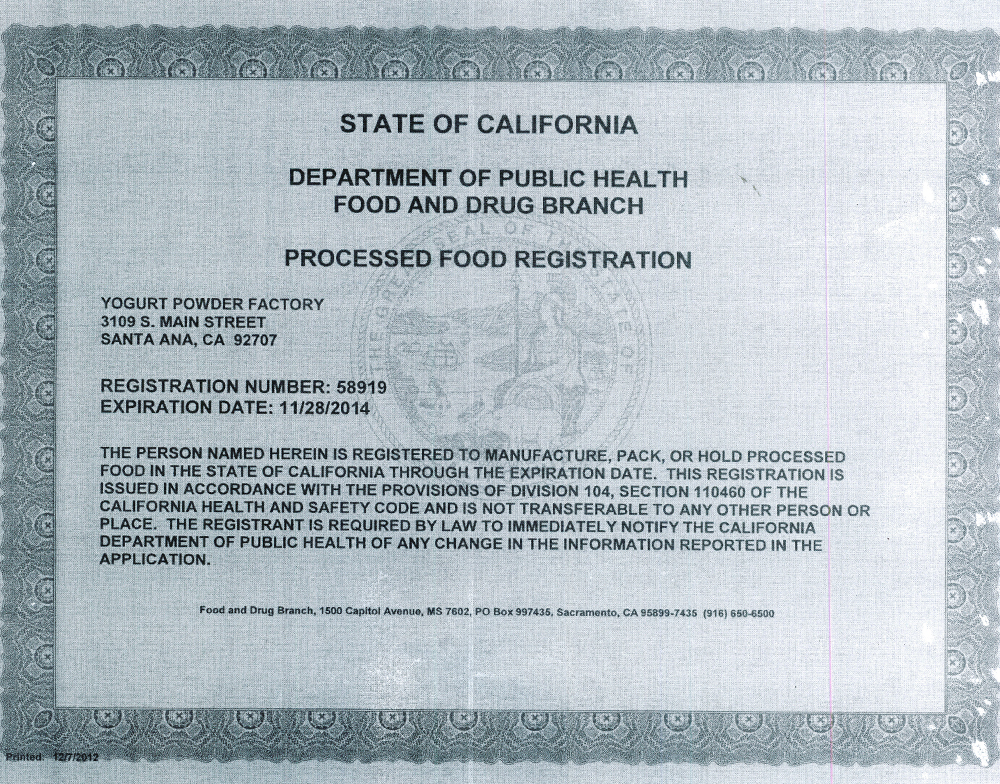 STATE OF CALIFORNIA
DEPARTMENT OF PUBLIC HEALTH
FOOD AND DRUG BRANCH
PROCESSED FOOD REGISTRATION
THE GREAT SEAL OF THE STATE OF
YOGURT POWDER FACTORY
3109 S. MAIN STREET
SANTA ANA, CA 92707
REGISTRATION NUMBER: 58919
EXPIRATION DATE: 11/28/2014
THE PERSON NAMED HEREIN IS REGISTERED TO MANUFACTURE, PACK, OR HOLD PROCESSED
FOOD IN THE STATE OF CALIFORNIA THROUGH THE EXPIRATION DATE. THIS REGISTRATION IS
ISSUED IN ACCORDANCE WITH THE PROVISIONS OF DIVISION 104, SECTION 110460 OF THE
CALIFORNIA HEALTH AND SAFETY CODE AND IS NOT TRANSFERABLE TO ANY OTHER PERSON OR
PLACE. THE REGISTRANT IS REQUIRED BY LAW TO IMMEDIATELY NOTIFY THE CALIFORNIA
DEPARTMENT OF PUBLIC HEALTH OF ANY CHANGE IN THE INFORMATION REPORTED IN THE
APPLICATION.
Food and Drug Branch, 1500 Capitol Avenue, MS 7602, PO Box 997435, Sacramento, CA 95899-7435 (916) 650-6500
Printed: 12/7/2012